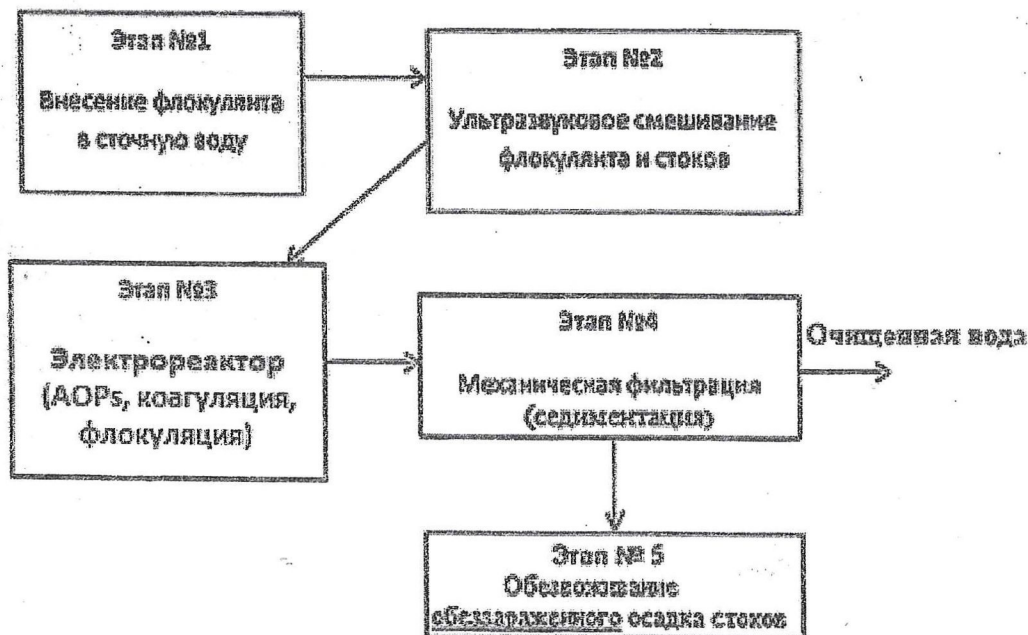 Этап №1
Внесение флокулянта
в сточную воду
Этап №2
Ультразвуковое смешивание
флокулянта и стоков
Этап №3
Электрореактор
(AOPs, коагуляция,
флокуляция)
Этап №4
Механическая фильтрация
(седиментация)
Очищенная вода
Этап № 5
Обезвоживание
обеззараженного осадка стоков